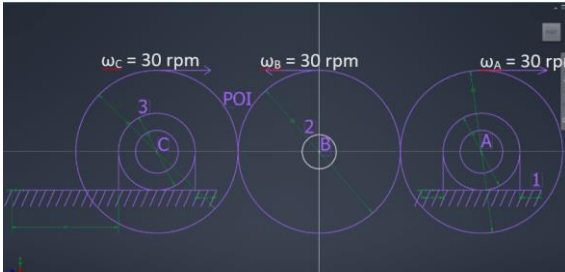 ωC = 30 rpm
ωB = 30 rpm
ωA = 30 rp
POI
3
C
2
B
A
1